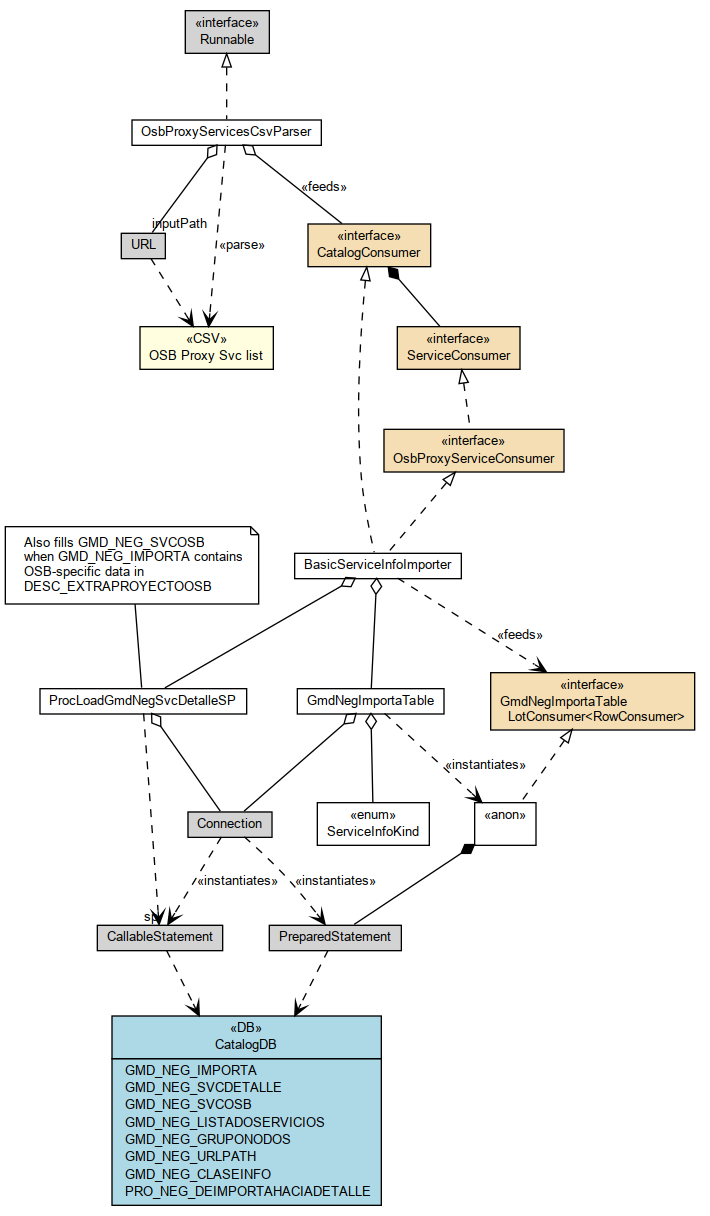 «interface»
Runnable
OsbProxyServicesCsvParser
«feeds»
inputPath
URL
«parse»
«interface»
CatalogConsumer
«CSV»
OSB Proxy Svc list
«interface»
ServiceConsumer
«interface»
OsbProxyServiceConsumer
Also fills GMD_NEG_SVCOSB
when GMD_NEG_IMPORTA contains
OSB-specific data in
DESC_EXTRAPROYECTOOSB
BasicServiceInfoImporter
«feeds»
ProcLoadGmdNegSvcDetalleSP
GmdNegImportaTable
«interface»
GmdNegImportaTable
LotConsumer<RowConsumer>
«instantiates»
Connection
«enum»
ServiceInfoKind
«anon»
«instantiates»
«instantiates»
sp
CallableStatement
PreparedStatement
«DB»
CatalogDB
GMD_NEG_IMPORTA
GMD_NEG_SVCDETALLE
GMD_NEG_SVCOSB
GMD_NEG_LISTADOSERVICIOS
GMD_NEG_GRUPONODOS
GMD_NEG_URLPATH
GMD_NEG_CLASEINFO
PRO_NEG_DEIMPORTAHACIADETALLE